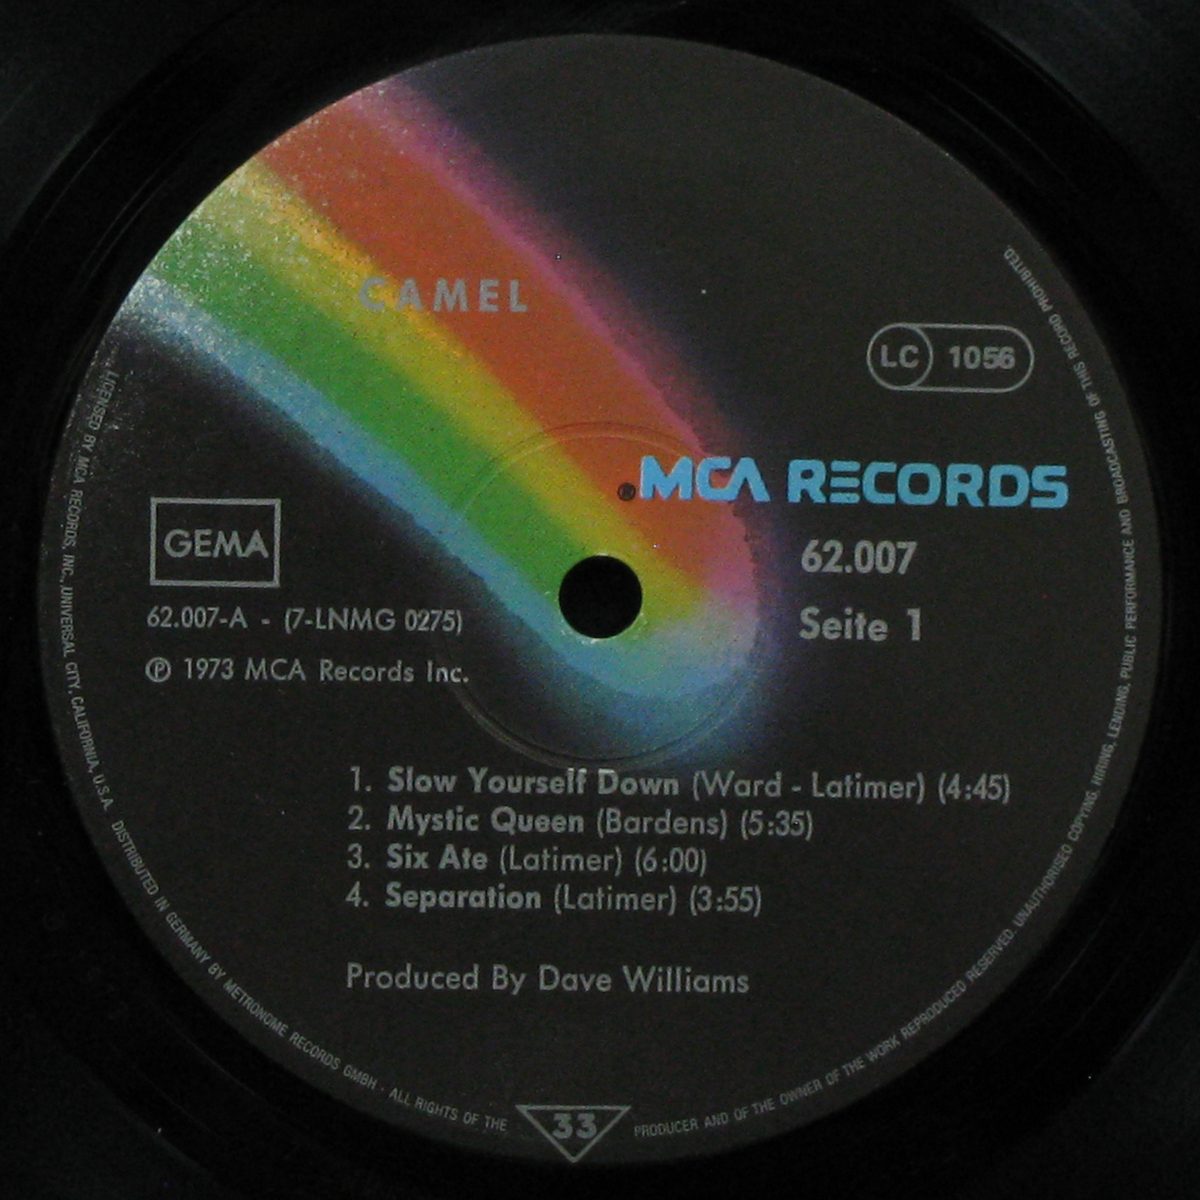 CAMEL
LC 1056
® MCA RECORDS
62.007
Seite 1
GEMA
62.007-A - (7-LNMG 0275)
℗ 1973 MCA Records Inc.
1. Slow Yourself Down (Ward - Latimer) (4:45)
2. Mystic Queen (Bardens) (5:35)
3. Six Ate (Latimer) (6:00)
4. Separation (Latimer) (3:55)
Produced By Dave Williams
LICENSED BY MCA RECORDS, INC., UNIVERSAL CITY, CALIFORNIA, U.S.A. DISTRIBUTED IN GERMANY BY METRONOME RECORDS GMBH - ALL RIGHTS OF THE
33
PRODUCER AND OF THE OWNER OF THE WORK REPRODUCED RESERVED. UNAUTHORISED COPYING, HIRING, LENDING, PUBLIC PERFORMANCE AND BROADCASTING OF THIS RECORD PROHIBITED.